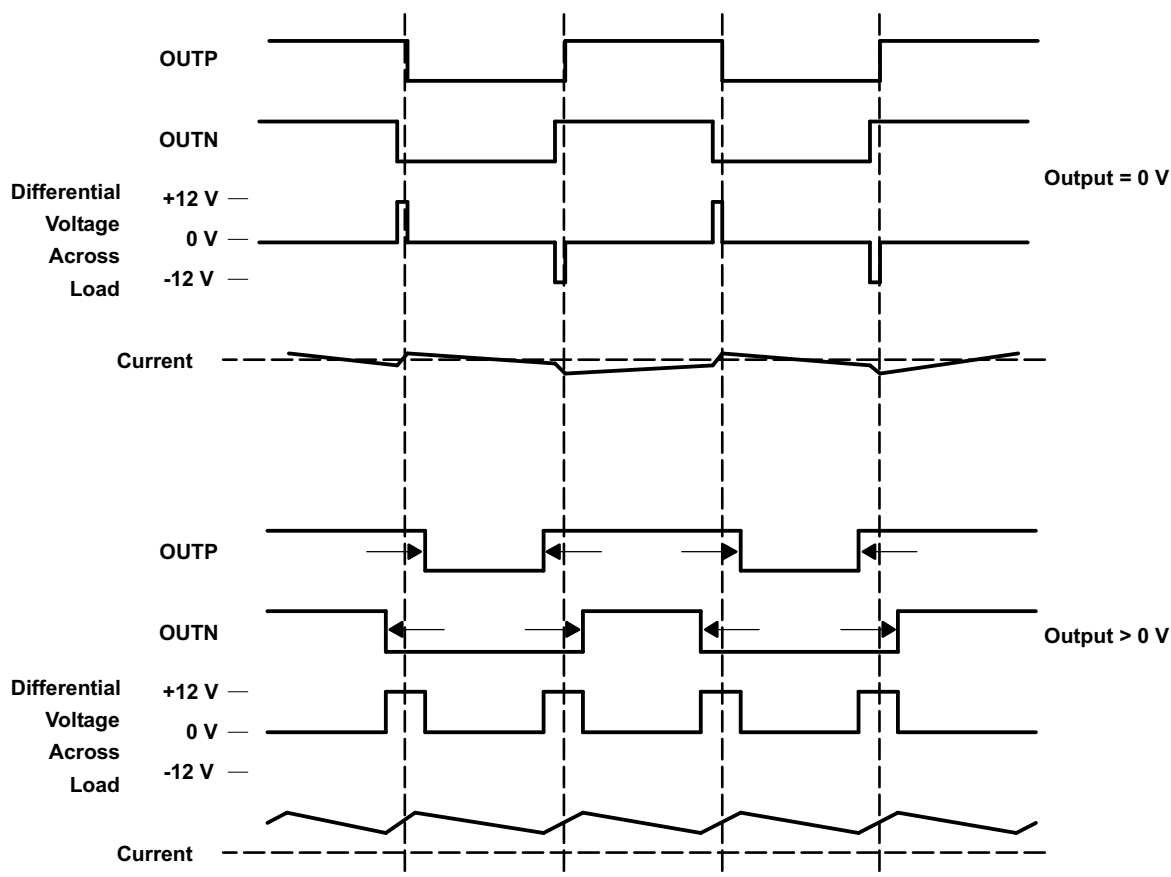 OUTP
OUTN
Output = 0 V
Differential
Voltage
Across
Load
+12 V
0 V
-12 V
Current
OUTP
OUTN
Output > 0 V
Differential
Voltage
Across
Load
+12 V
0 V
-12 V
Current